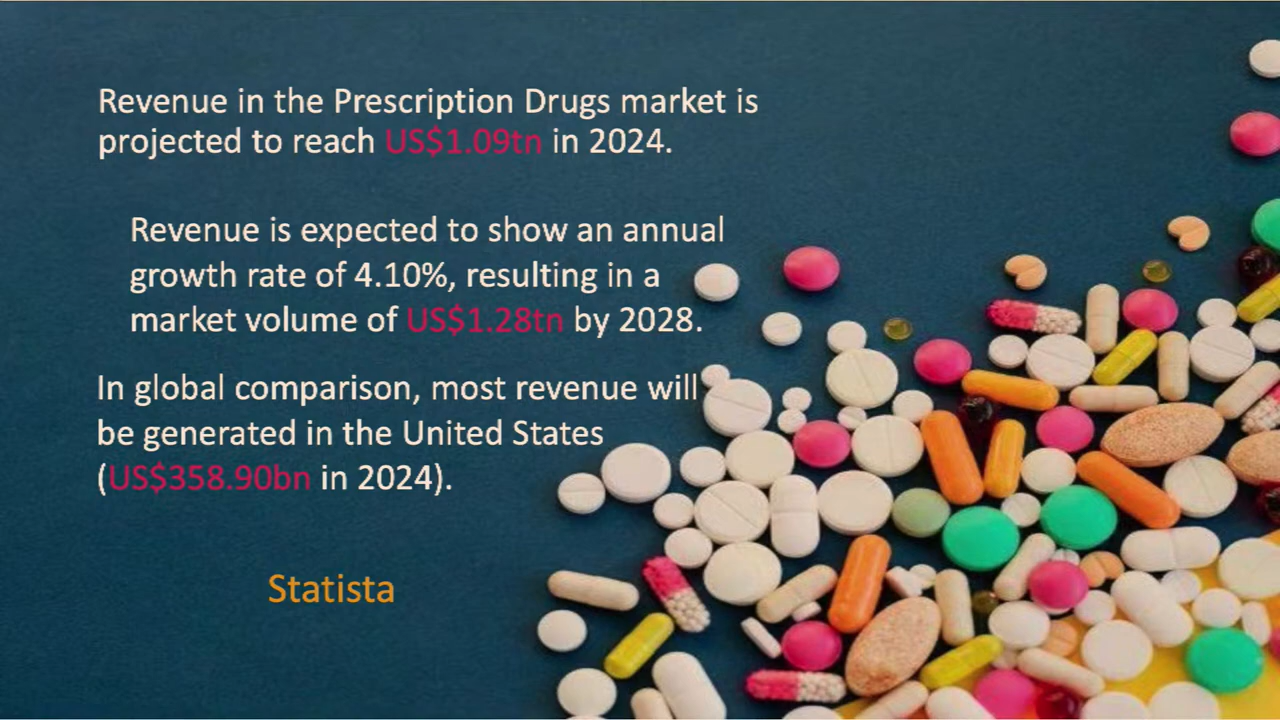 Revenue in the Prescription Drugs market is
projected to reach US$1.09tn in 2024.
Revenue is expected to show an annual
growth rate of 4.10%, resulting in a
market volume of US$1.28tn by 2028.
In global comparison, most revenue will
be generated in the United States
(US$358.90bn in 2024).
Statista